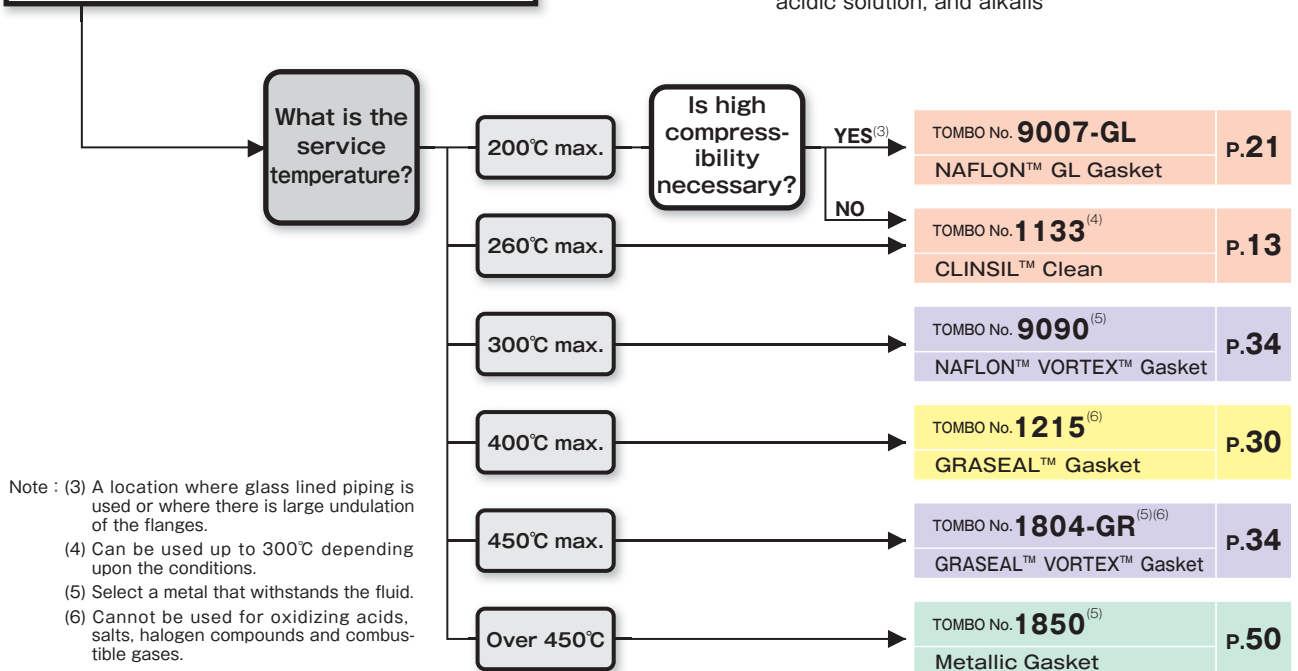 acidic solution, and alkalis
What is the
service
temperature?
200℃ max.
Is high
compress-
ibility
necessary?
YES(3)
NO
TOMBO No. 9007-GL
NAFLON™ GL Gasket
P.21
260℃ max.
TOMBO No. 1133(4)
CLINSIL™ Clean
P.13
300℃ max.
TOMBO No. 9090(5)
NAFLON™ VORTEX™ Gasket
P.34
400℃ max.
TOMBO No. 1215(6)
GRASEAL™ Gasket
P.30
450℃ max.
TOMBO No. 1804-GR(5)(6)
GRASEAL™ VORTEX™ Gasket
P.34
Over 450℃
TOMBO No. 1850(5)
Metallic Gasket
P.50
Note : (3) A location where glass lined piping is
used or where there is large undulation
of the flanges.
(4) Can be used up to 300℃ depending
upon the conditions.
(5) Select a metal that withstands the fluid.
(6) Cannot be used for oxidizing acids,
salts, halogen compounds and combus-
tible gases.